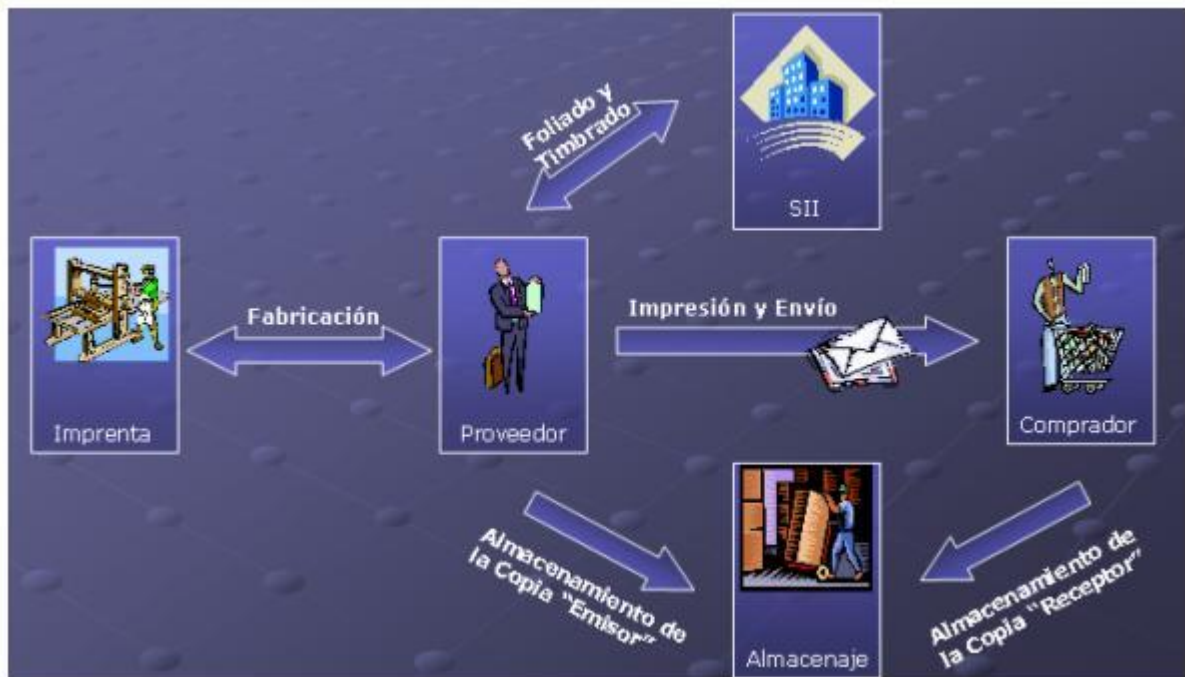 Foliado y
Timbrado
SII
Fabricación
Impresión y Envío
Imprenta
Proveedor
Comprador
Almacenamiento de
la Copia “Emisor”
Almacenamiento de
la Copia “Receptor”
Almacenaje